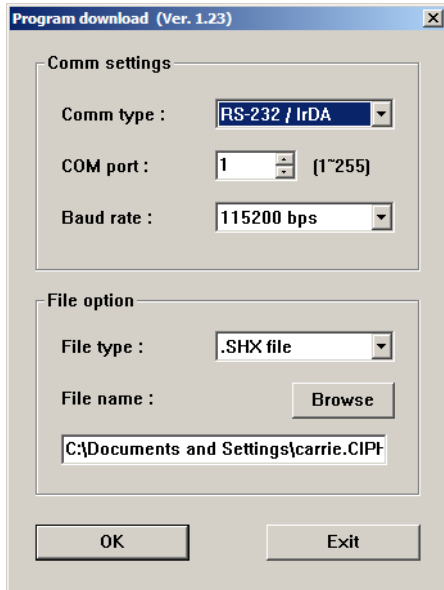 Program download (Ver. 1.23)
Comm settings
Comm type : RS-232 / IrDA
COM port : 1 (1~255)
Baud rate : 115200 bps
File option
File type : .SHX file
File name : Browse
C:\Documents and Settings\carrie.CIPH
OK Exit